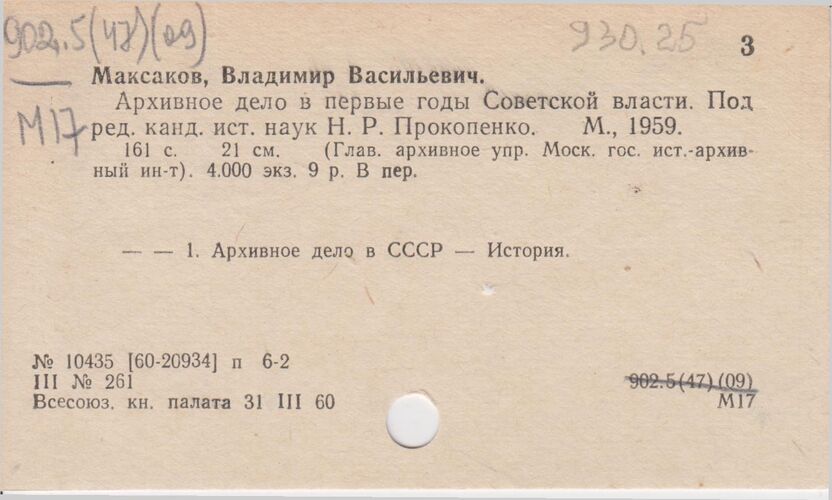 902.5(47)(09)
930.25
3
М17
Максаков, Владимир Васильевич.
Архивное дело в первые годы Советской власти. Под
ред. канд. ист. наук Н. Р. Прокопенко. М., 1959.
161 с. 21 см. (Глав. архивное упр. Моск. гос. ист.-архив-
ный ин-т). 4.000 экз. 9 р. В пер.
— — 1. Архивное дело в СССР — История.
№ 10435 [60-20934] п 6-2
III № 261
902.5(47)(09)
Всесоюз. кн. палата 31 III 60
М17